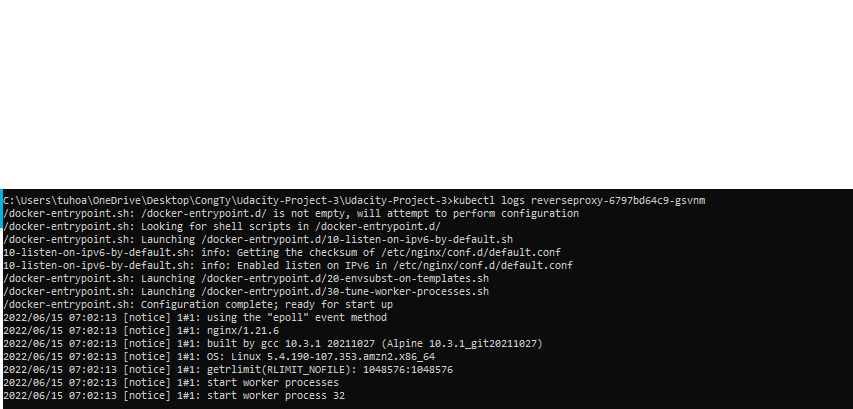 C:\Users\tuhoa\OneDrive\Desktop\CongTy\Udacity-Project-3\Udacity-Project-3>kubectl logs reverseproxy-6797bd64c9-gsvnm
/docker-entrypoint.sh: /docker-entrypoint.d/ is not empty, will attempt to perform configuration
/docker-entrypoint.sh: Looking for shell scripts in /docker-entrypoint.d/
/docker-entrypoint.sh: Launching /docker-entrypoint.d/10-listen-on-ipv6-by-default.sh
10-listen-on-ipv6-by-default.sh: info: Getting the checksum of /etc/nginx/conf.d/default.conf
10-listen-on-ipv6-by-default.sh: info: Enabled listen on IPv6 in /etc/nginx/conf.d/default.conf
/docker-entrypoint.sh: Launching /docker-entrypoint.d/20-envsubst-on-templates.sh
/docker-entrypoint.sh: Launching /docker-entrypoint.d/30-tune-worker-processes.sh
/docker-entrypoint.sh: Configuration complete; ready for start up
2022/06/15 07:02:13 [notice] 1#1: using the "epoll" event method
2022/06/15 07:02:13 [notice] 1#1: nginx/1.21.6
2022/06/15 07:02:13 [notice] 1#1: built by gcc 10.3.1 20211027 (Alpine 10.3.1_git20211027)
2022/06/15 07:02:13 [notice] 1#1: OS: Linux 5.4.190-107.353.amzn2.x86_64
2022/06/15 07:02:13 [notice] 1#1: getrlimit(RLIMIT_NOFILE): 1048576:1048576
2022/06/15 07:02:13 [notice] 1#1: start worker processes
2022/06/15 07:02:13 [notice] 1#1: start worker process 32